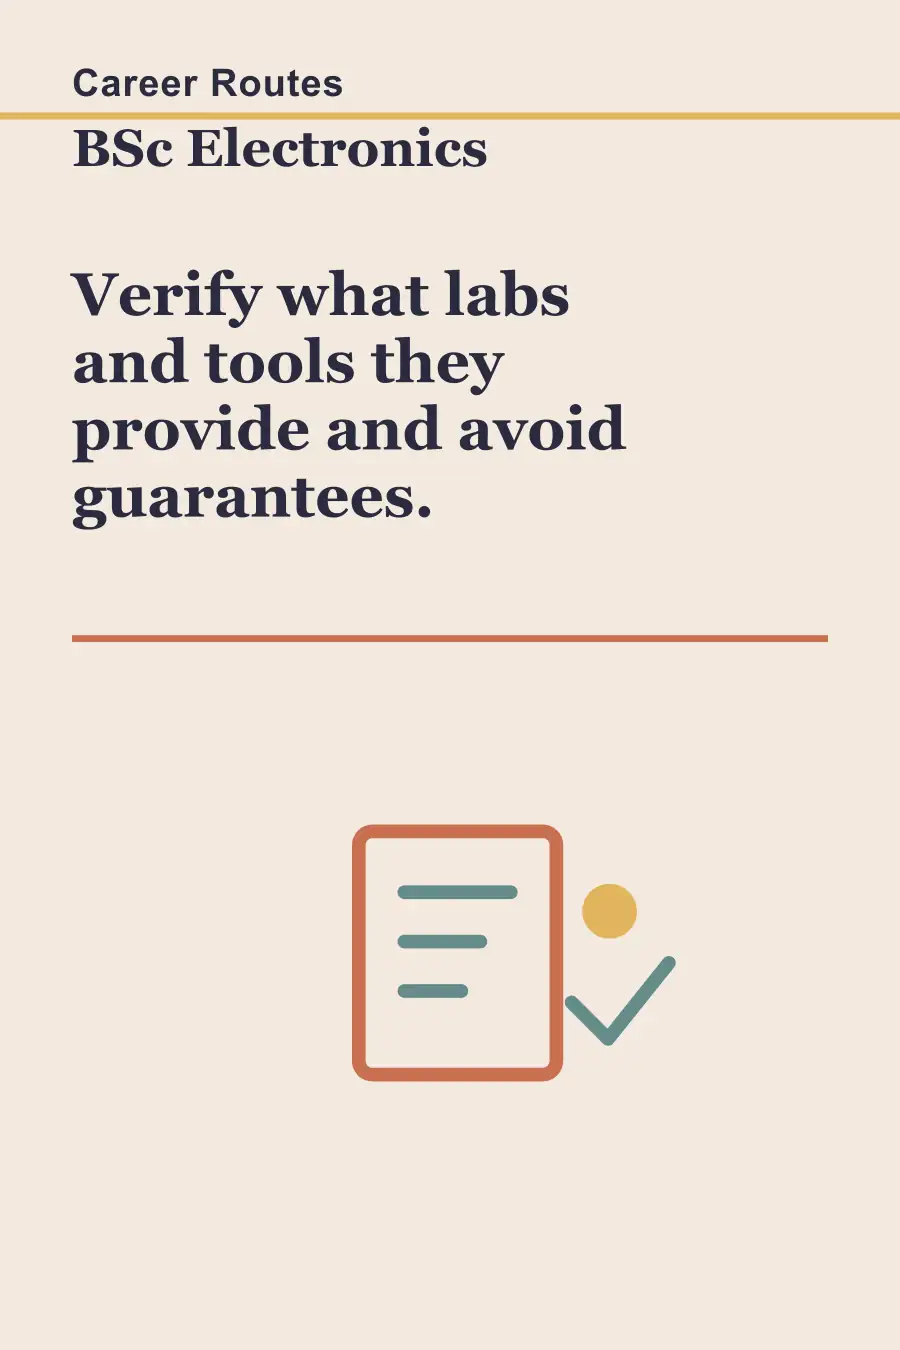 Career Routes
BSc Electronics
Verify what labs
and tools they
provide and avoid
guarantees.